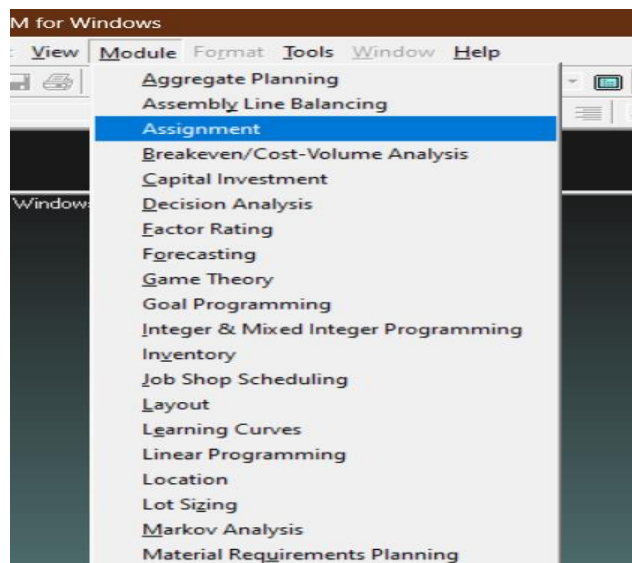 M for Windows
View Module Format Tools Window Help
Aggregate Planning
Assembly Line Balancing
Assignment
Breakeven/Cost-Volume Analysis
Capital Investment
Window
Decision Analysis
Factor Rating
Forecasting
Game Theory
Goal Programming
Integer & Mixed Integer Programming
Inventory
Job Shop Scheduling
Layout
Learning Curves
Linear Programming
Location
Lot Sizing
Markov Analysis
Material Requirements Planning